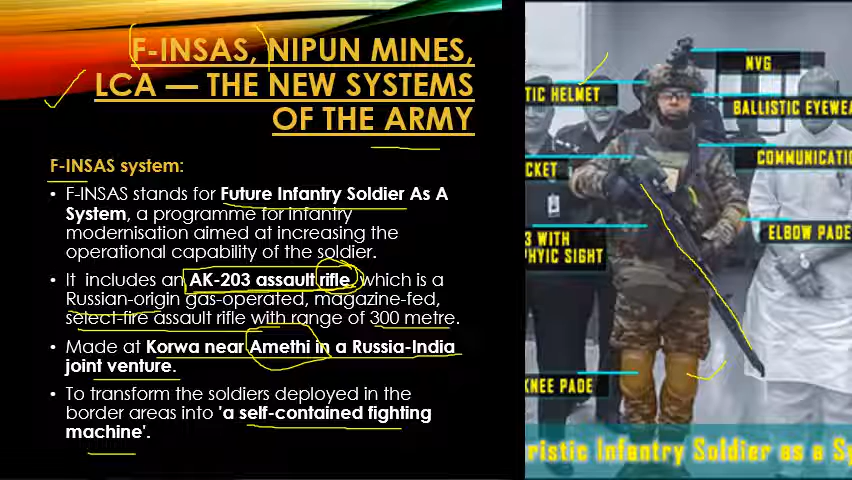 F-INSAS, NIPUN MINES,
LCA — THE NEW SYSTEMS
OF THE ARMY
F-INSAS system:
• F-INSAS stands for Future Infantry Soldier As A
System, a programme for infantry
modernisation aimed at increasing the
operational capability of the soldier.
• It includes an AK-203 assault rifle, which is a
Russian-origin gas-operated, magazine-fed,
select-fire assault rifle with range of 300 metre.
• Made at Korwa near Amethi in a Russia-India
joint venture.
• To transform the soldiers deployed in the
border areas into 'a self-contained fighting
machine'.
NVG
TIC HELMET
BALLISTIC EYEWEA
COMMUNICATIO
CKET
ELBOW PADE
3 WITH
PHYIC SIGHT
KNEE PADE
ristic Infantry Soldier as a Sy